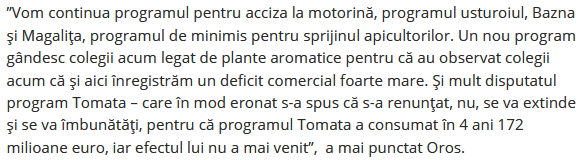 ”Vom continua programul pentru acciza la motorină, programul usturoiul, Bazna
şi Magaliţa, programul de minimis pentru sprijinul apicultorilor. Un nou program
gândesc colegii acum legat de plante aromatice pentru că au observat colegii
acum că şi aici înregistrăm un deficit comercial foarte mare. Şi mult disputatul
program Tomata – care în mod eronat s-a spus că s-a renunţat, nu, se va extinde
şi se va îmbunătăţi, pentru că programul Tomata a consumat în 4 ani 172
milioane euro, iar efectul lui nu a mai venit”,  a mai punctat Oros.